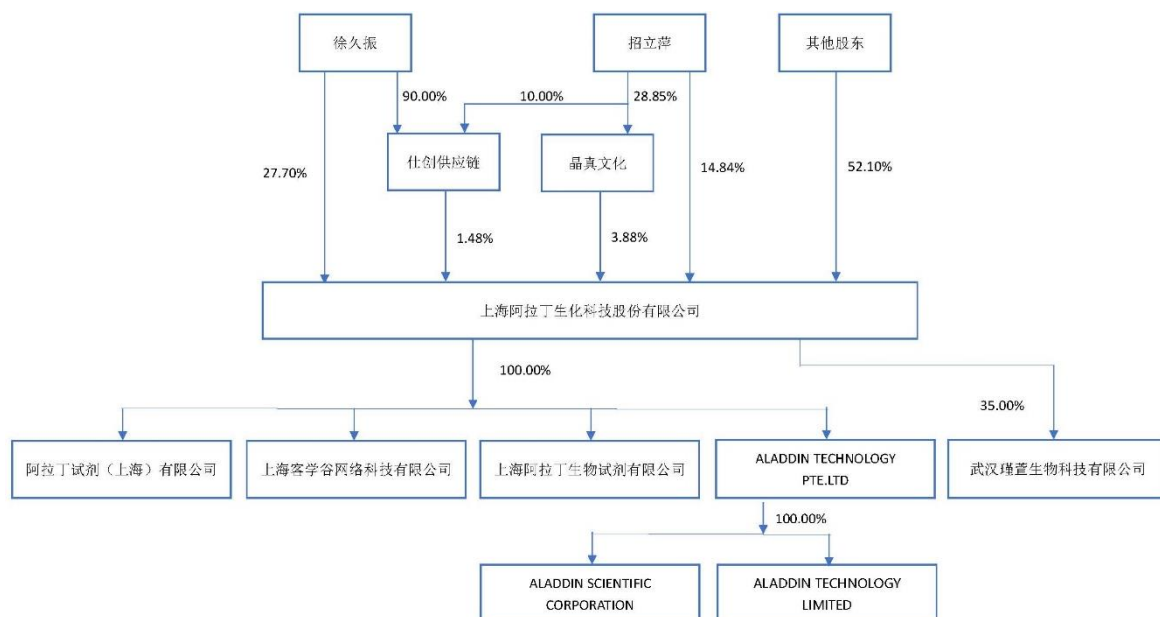 徐久振
招立萍
其他股东
90.00%
10.00%
28.85%
仕创供应链
晶真文化
27.70%
14.84%
52.10%
1.48%
3.88%
上海阿拉丁生化科技股份有限公司
100.00%
35.00%
阿拉丁试剂（上海）有限公司
上海客学谷网络科技有限公司
上海阿拉丁生物试剂有限公司
ALADDIN TECHNOLOGY
PTE.LTD
武汉瑾萱生物科技有限公司
100.00%
ALADDIN SCIENTIFIC
CORPORATION
ALADDIN TECHNOLOGY
LIMITED